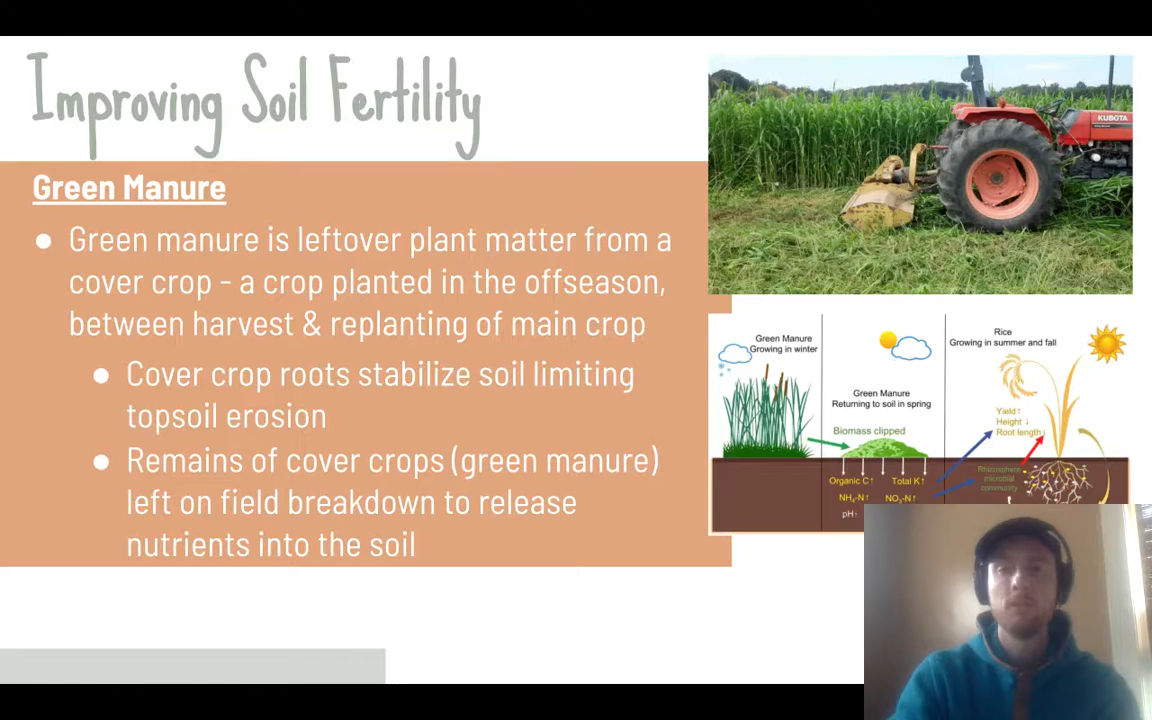 Improving Soil Fertility
Green Manure
● Green manure is leftover plant matter from a
cover crop - a crop planted in the offseason,
between harvest & replanting of main crop
● Cover crop roots stabilize soil limiting
topsoil erosion
● Remains of cover crops (green manure)
left on field breakdown to release
nutrients into the soil
KUBOTA
Green Manure
Growing in winter
Green Manure
Returning to soil in spring
Biomass clipped
Organic C↑ Total K↑
NH₄-N↑ NO₃-N↑
pH↑
Rice
Growing in summer and fall
Yield↑
Height ↓
Root length↓
Rhizosphere
microbial
community